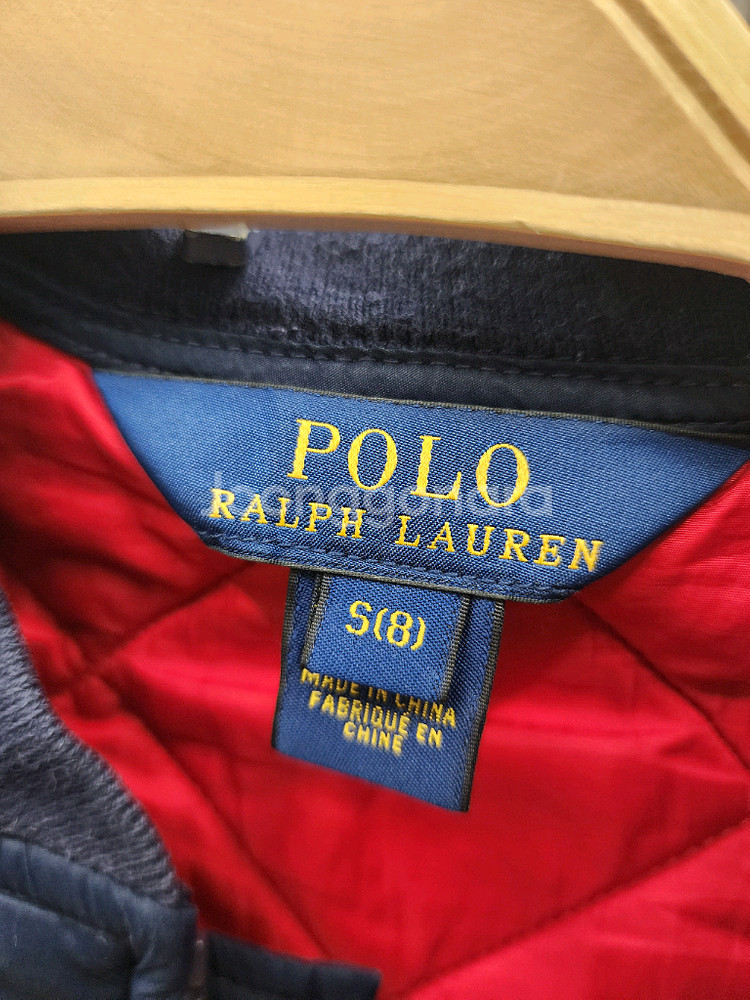 POLO
RALPH LAUREN
S(8)
MADE IN CHINA
FABRIQUÉ EN
CHINE